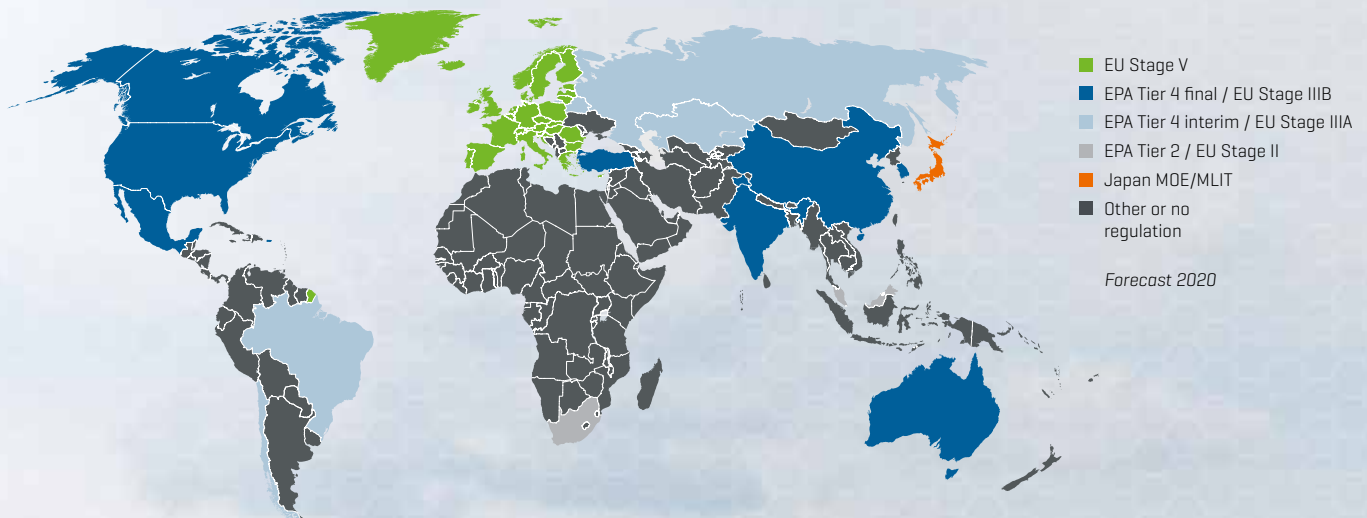 EU Stage V
EPA Tier 4 final / EU Stage IIIB
EPA Tier 4 interim / EU Stage IIIA
EPA Tier 2 / EU Stage II
Japan MOE/MLIT
Other or no
regulation
Forecast 2020